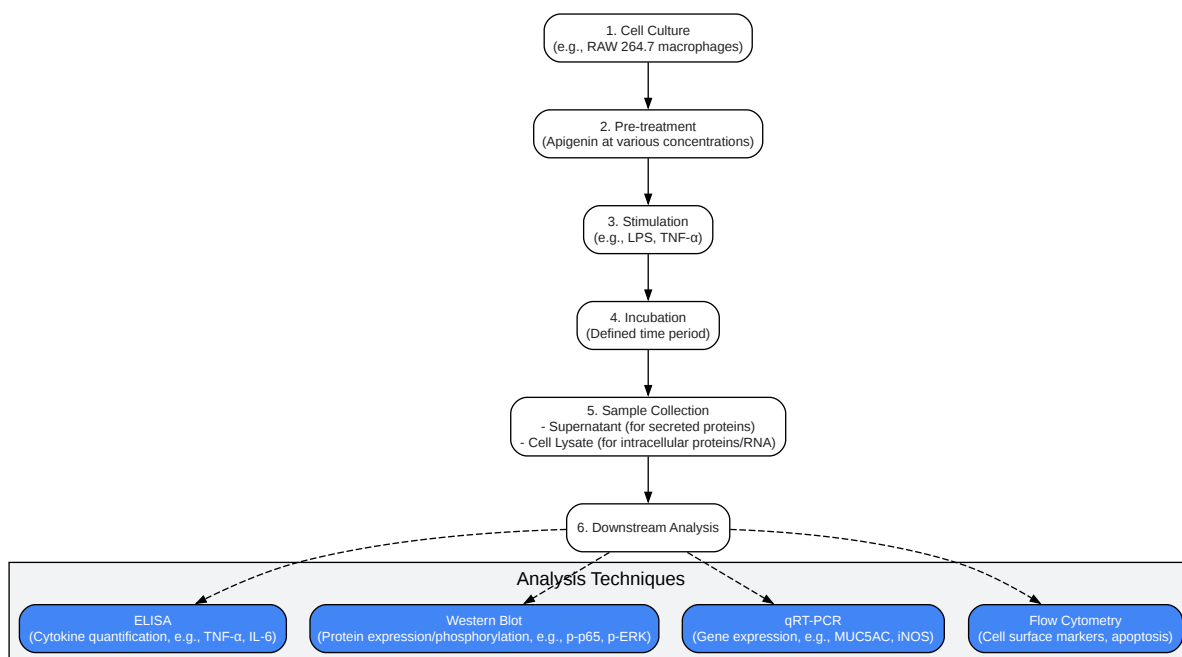 1. Cell Culture
(e.g., RAW 264.7 macrophages)
2. Pre-treatment
(Apigenin at various concentrations)
3. Stimulation
(e.g., LPS, TNF-α)
4. Incubation
(Defined time period)
5. Sample Collection
- Supernatant (for secreted proteins)
- Cell Lysate (for intracellular proteins/RNA)
6. Downstream Analysis
Analysis Techniques
ELISA
(Cytokine quantification, e.g., TNF-α, IL-6)
Western Blot
(Protein expression/phosphorylation, e.g., p-p65, p-ERK)
qRT-PCR
(Gene expression, e.g., MUC5AC, iNOS)
Flow Cytometry
(Cell surface markers, apoptosis)